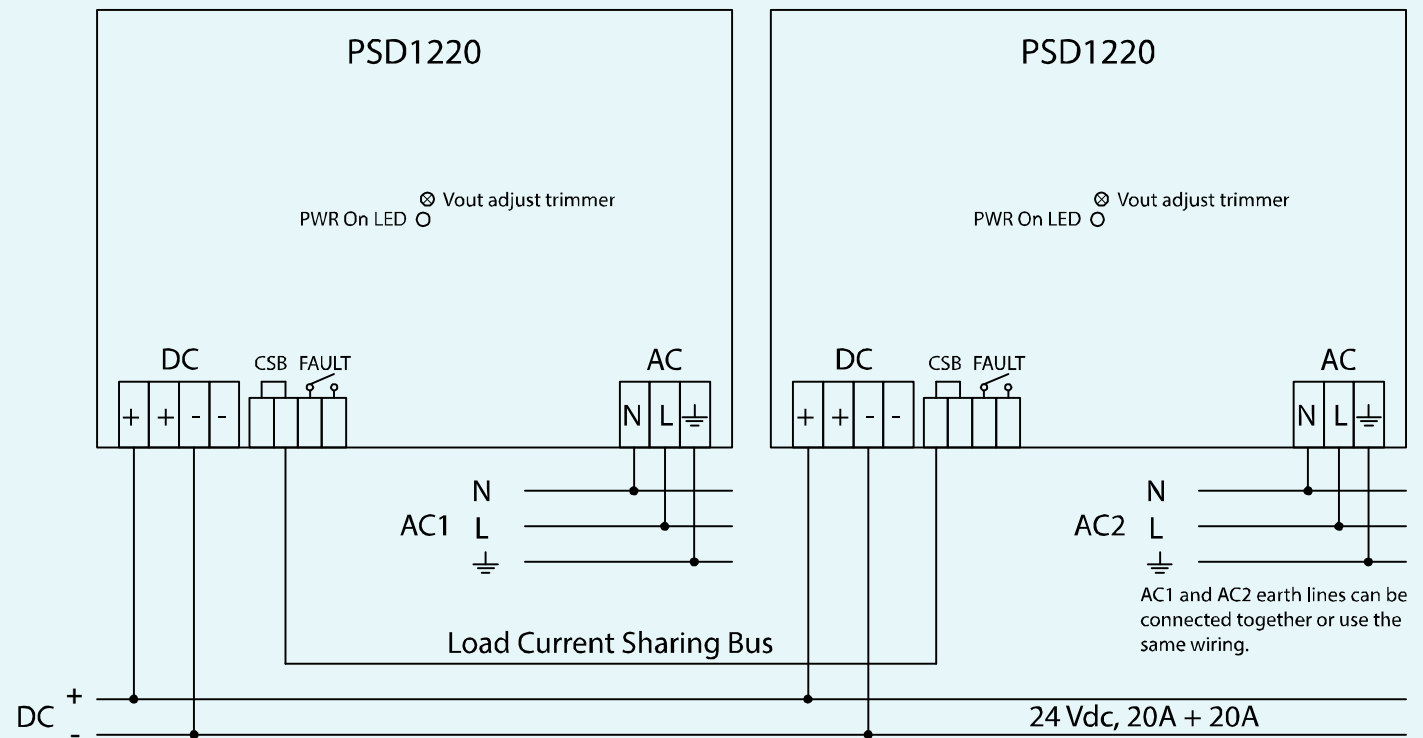 PSD1220
Vout adjust trimmer
PWR On LED
DC
CSB FAULT
AC
+ + - -
N L
N
AC1 L
PSD1220
Vout adjust trimmer
PWR On LED
DC
CSB FAULT
AC
+ + - -
N L
N
AC2 L
AC1 and AC2 earth lines can be
connected together or use the
same wiring.
Load Current Sharing Bus
+
DC
24 Vdc, 20A + 20A
-